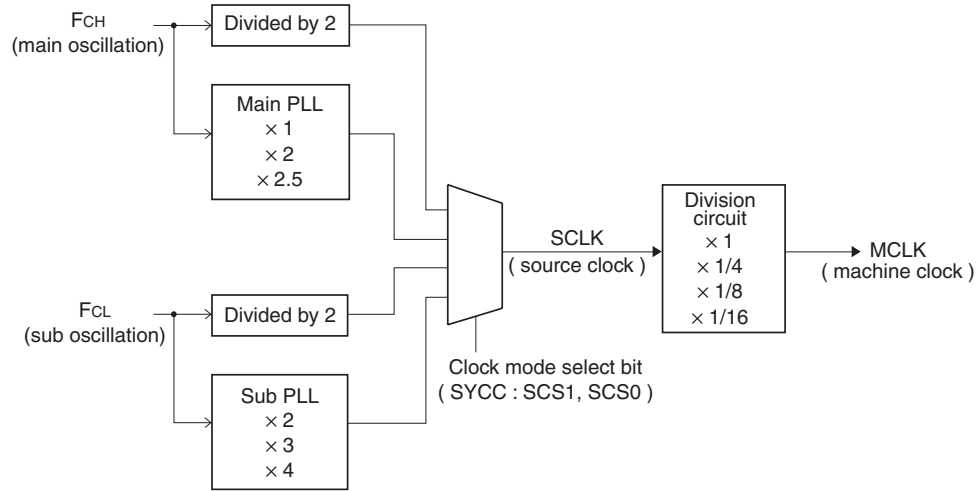 FCH
(main oscillation)
Divided by 2
Main PLL
× 1
× 2
× 2.5
FCL
(sub oscillation)
Divided by 2
Sub PLL
× 2
× 3
× 4
Clock mode select bit
( SYCC : SCS1, SCS0 )
SCLK
( source clock )
Division
circuit
× 1
× 1/4
× 1/8
× 1/16
MCLK
( machine clock )